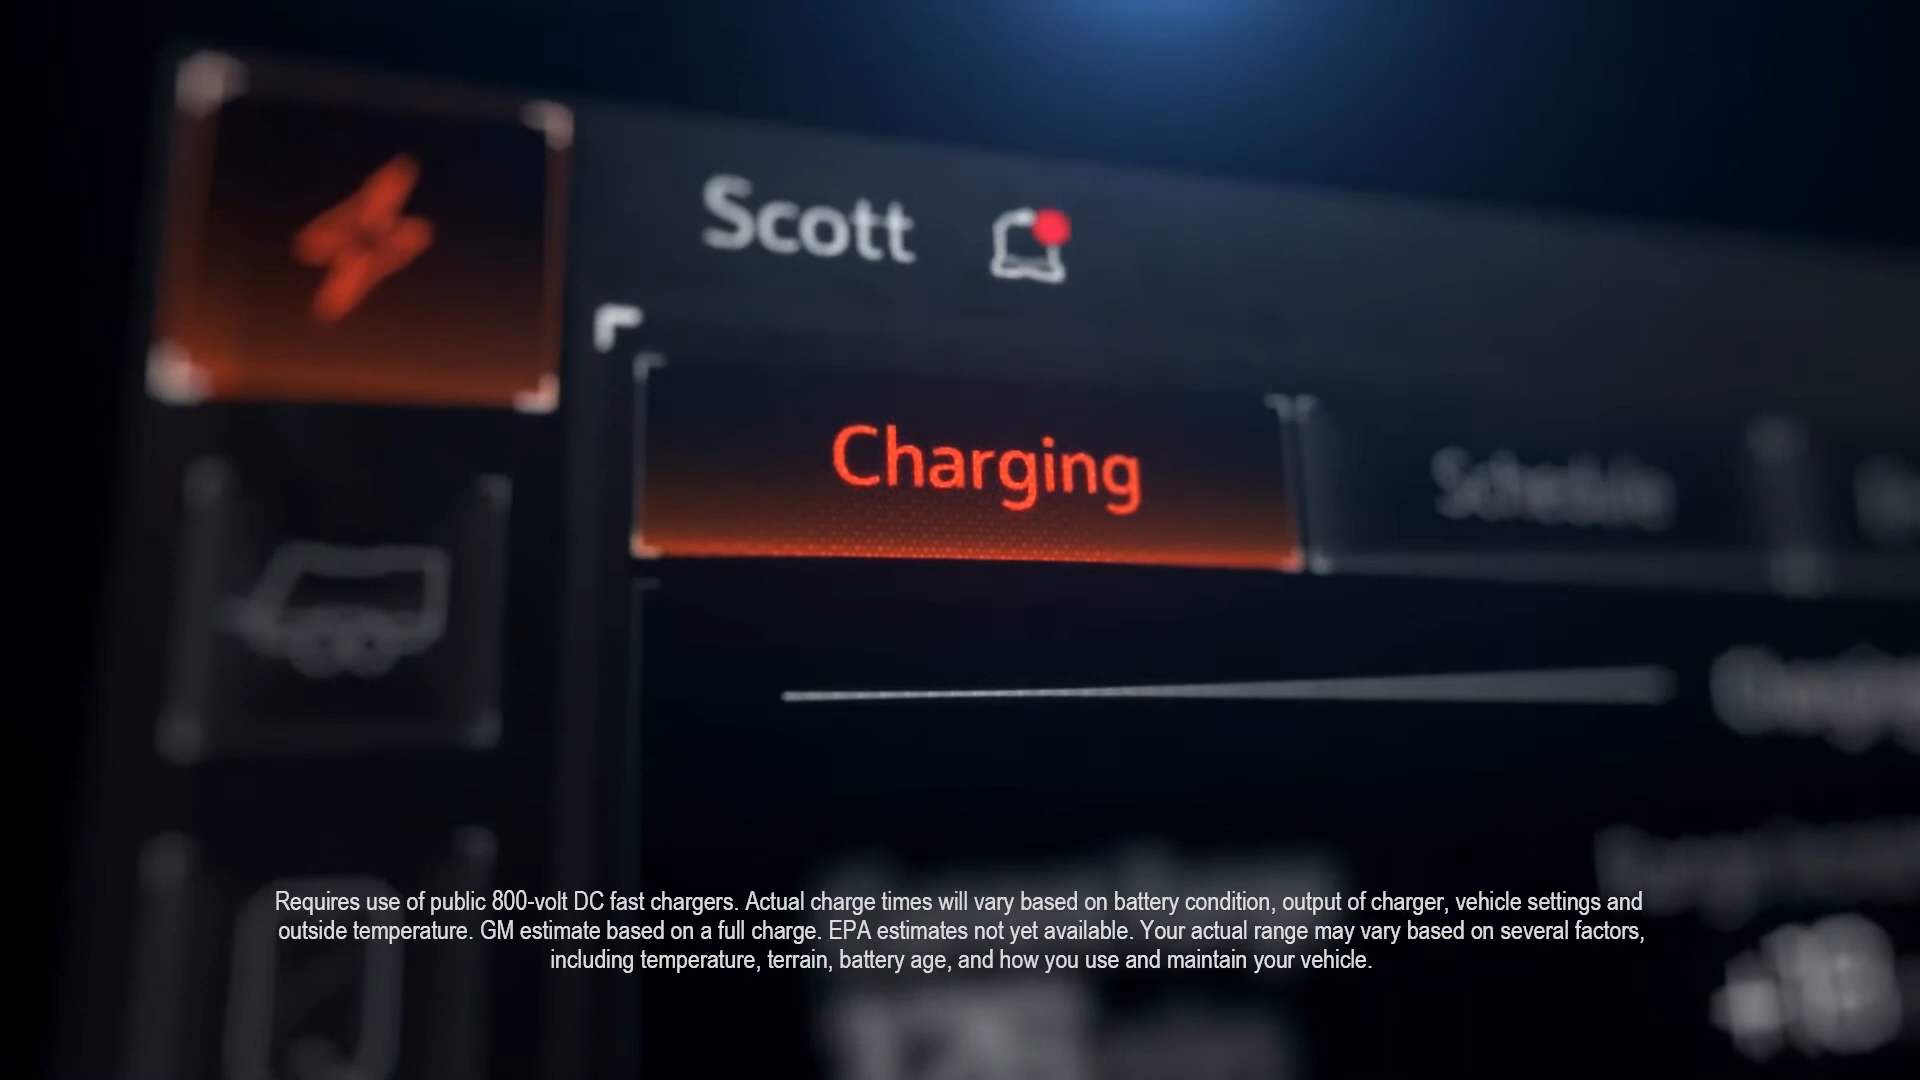 Scott
Charging
Schedule
Requires use of public 800-volt DC fast chargers. Actual charge times will vary based on battery condition, output of charger, vehicle settings and
outside temperature. GM estimate based on a full charge. EPA estimates not yet available. Your actual range may vary based on several factors,
including temperature, terrain, battery age, and how you use and maintain your vehicle.